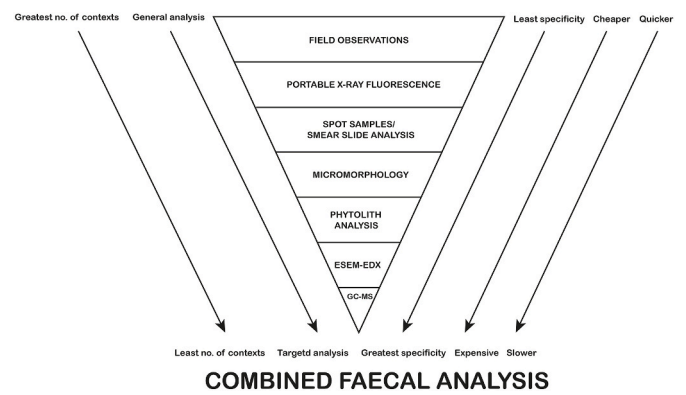 Greatest no. of contexts General analysis Least specificity Cheaper Quicker
FIELD OBSERVATIONS
PORTABLE X-RAY FLUORESCENCE
SPOT SAMPLES/
SMEAR SLIDE ANALYSIS
MICROMORPHOLOGY
PHYTOLITH
ANALYSIS
ESEM-EDX
GC-MS
Least no. of contexts Targetd analysis Greatest specificity Expensive Slower
COMBINED FAECAL ANALYSIS